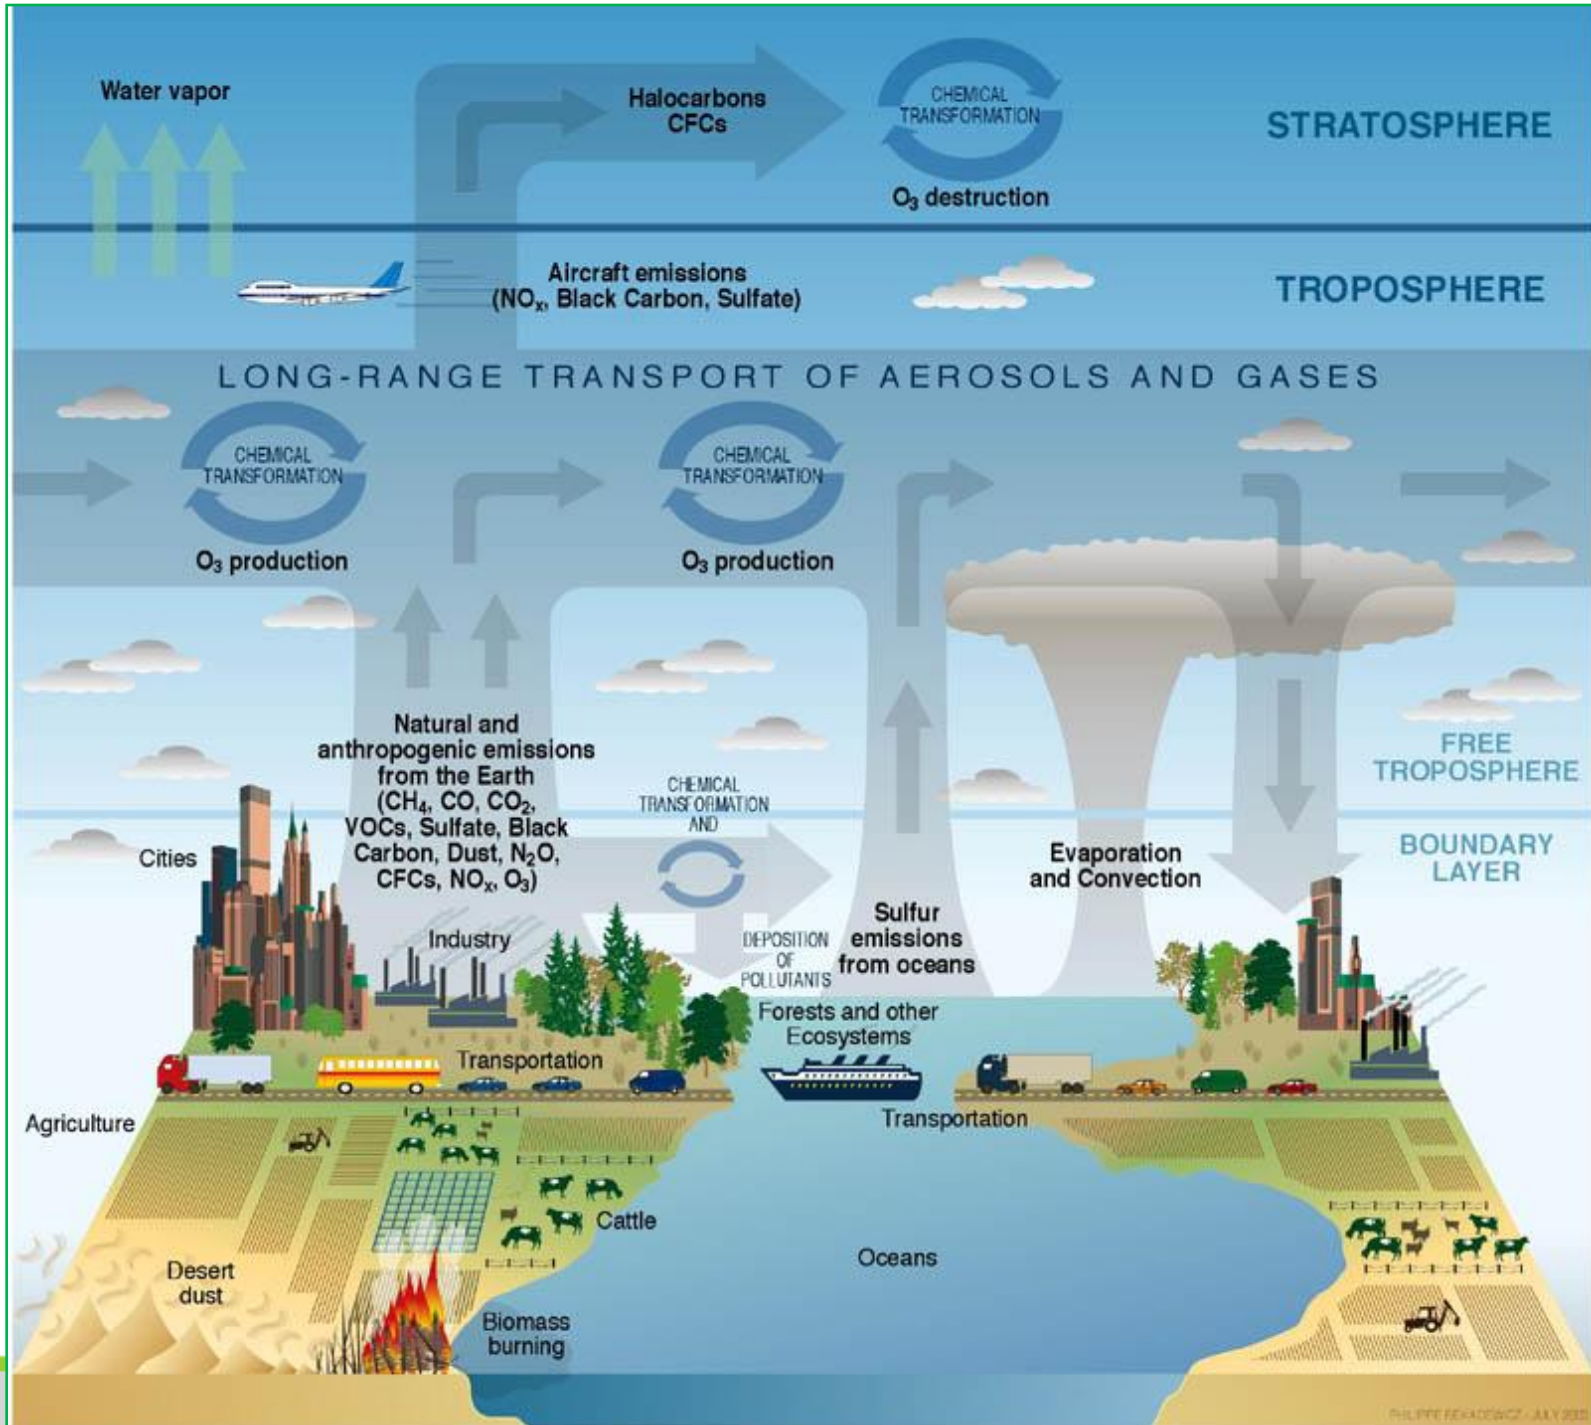 Water vapor
Halocarbons
CFCs
CHEMICAL
TRANSFORMATION
O₃ destruction
STRATOSPHERE
Aircraft emissions
(NOₓ, Black Carbon, Sulfate)
TROPOSPHERE
LONG-RANGE TRANSPORT OF AEROSOLS AND GASES
CHEMICAL
TRANSFORMATION
O₃ production
CHEMICAL
TRANSFORMATION
O₃ production
Natural and
anthropogenic emissions
from the Earth
(CH₄, CO, CO₂,
VOCs, Sulfate, Black
Carbon, Dust, N₂O,
CFCs, NOₓ, O₃)
CHEMICAL
TRANSFORMATION
AND
DEPOSITION
OF
POLLUTANTS
FREE
TROPOSPHERE
BOUNDARY
LAYER
Cities
Industry
Evaporation
and Convection
Sulfur
emissions
from oceans
Forests and other
Ecosystems
Transportation
Transportation
Agriculture
Cattle
Oceans
Desert
dust
Biomass
burning
PHILIPPE REKACEWICZ - JULY